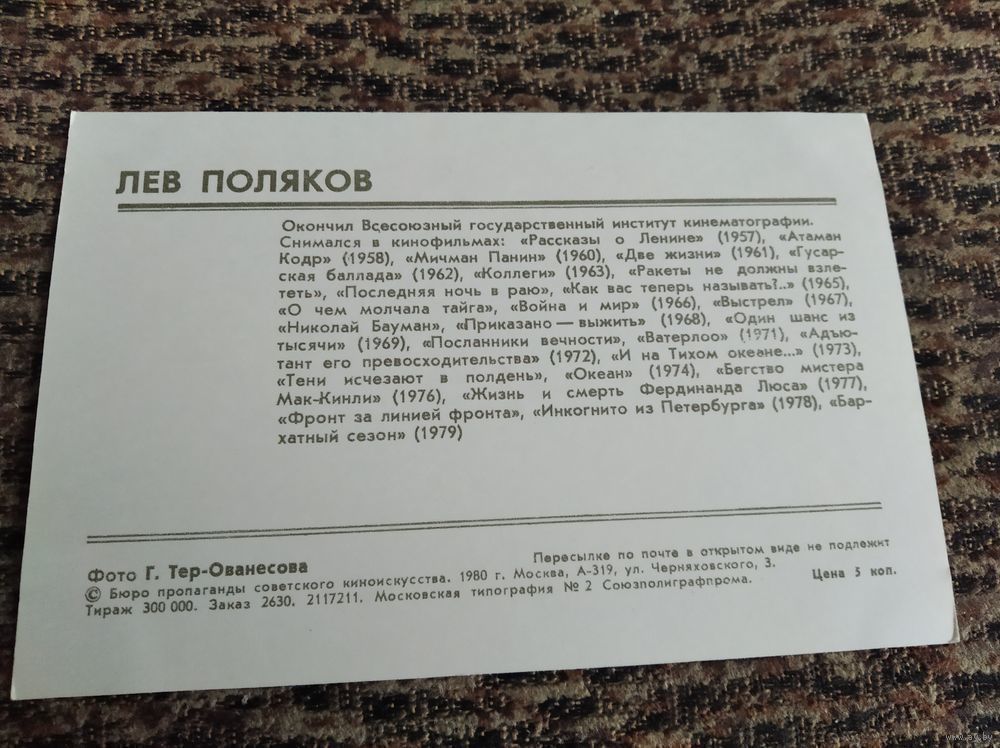 ЛЕВ ПОЛЯКОВ
Окончил Всесоюзный государственный институт кинематографии.
Снимался в кинофильмах: «Рассказы о Ленине» (1957), «Атаман
Кодр» (1958), «Мичман Панин» (1960), «Две жизни» (1961), «Гусар-
ская баллада» (1962), «Коллеги» (1963), «Ракеты не должны взле-
теть», «Последняя ночь в раю», «Как вас теперь называть?..» (1965),
«О чем молчала тайга», «Война и мир» (1966), «Выстрел» (1967),
«Николай Бауман», «Приказано — выжить» (1968), «Один шанс из
тысячи» (1969), «Посланники вечности», «Ватерлоо» (1971), «Адъю-
тант его превосходительства» (1972), «И на Тихом океане...» (1973),
«Тени исчезают в полдень», «Океан» (1974), «Бегство мистера
Мак-Кинли» (1976), «Жизнь и смерть Фердинанда Люса» (1977),
«Фронт за линией фронта», «Инкогнито из Петербурга» (1978), «Бар-
хатный сезон» (1979)
Фото Г. Тер-Ованесова
Пересылке по почте в открытом виде не подлежит
© Бюро пропаганды советского киноискусства. 1980 г. Москва, А-319, ул. Черняховского, 3.
Тираж 300 000. Заказ 2630. 2117211. Московская типография № 2 Союзполиграфпрома.
Цена 5 коп.
www.ay.by